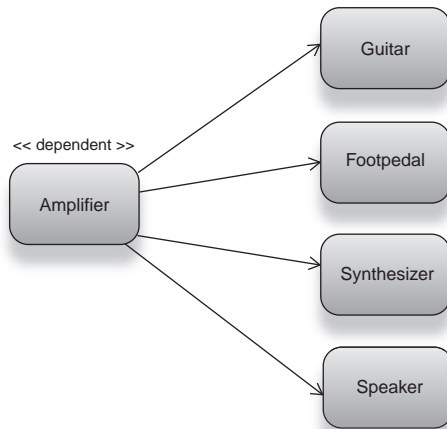 Guitar
<< dependent >>
Footpedal
Amplifier
Synthesizer
Speaker